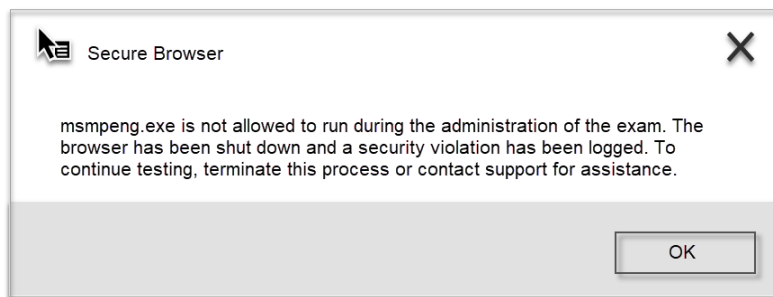 Secure Browser
msmpeng.exe is not allowed to run during the administration of the exam. The
browser has been shut down and a security violation has been logged. To
continue testing, terminate this process or contact support for assistance.
OK